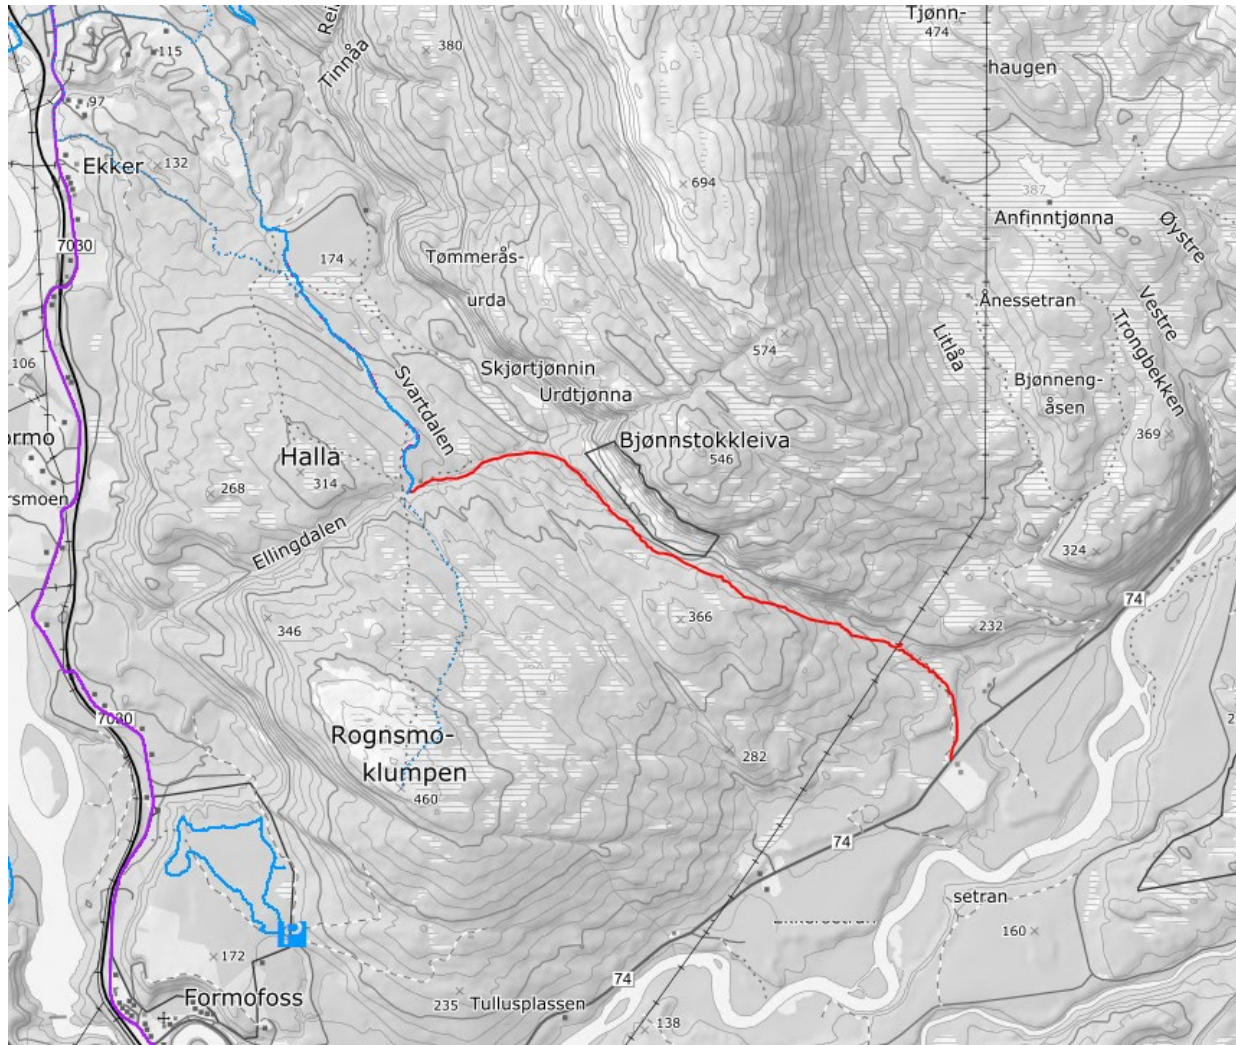 Tjønn-
474
haugen
115
Tinnåa
380
97
Ekker
132
694
387
Anfinntjønna
Øystre
7030
174
Tømmerås-
urda
Ånessetran
Vestre
Trongbekken
574
Litlåa
106
Svartdalen
Skjørtjønnin
Urdtjønna
Bjønneng-
åsen
369
Bjønnstokkleiva
546
Halla
314
268
rsmoen
Ellingdalen
324
74
346
366
232
7030
Rognsmo-
klumpen
460
282
74
setran
160
172
74
Formofoss
235
Tullusplassen
138